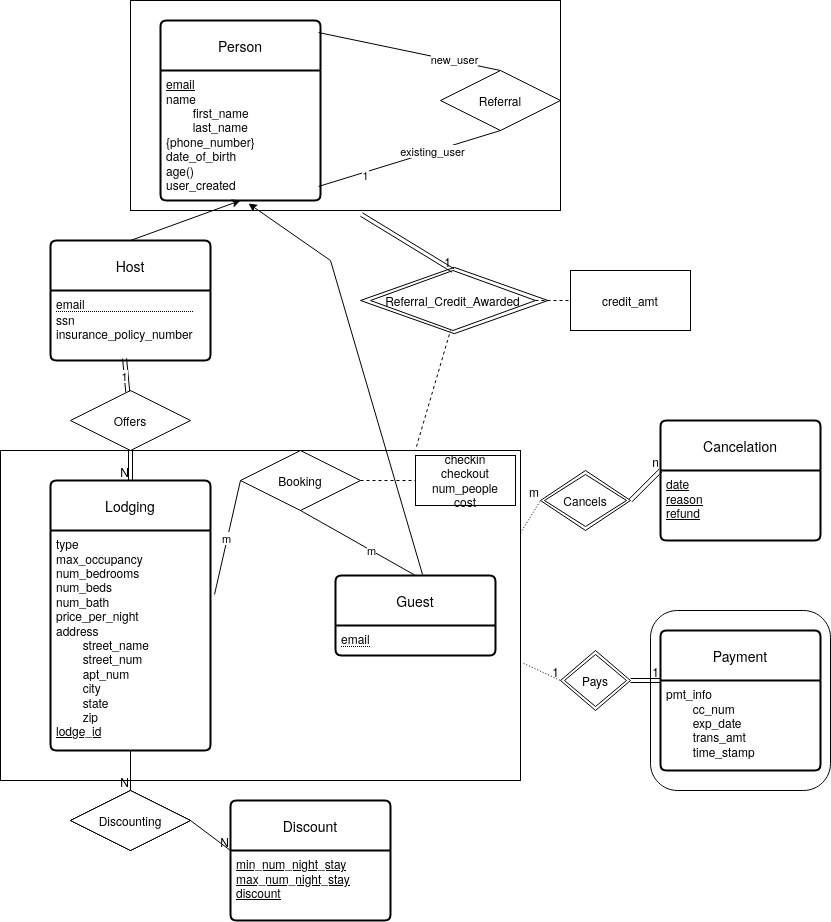 Person
email
name
first_name
last_name
{phone_number}
date_of_birth
age()
user_created
new_user
Referral
existing_user
1
Host
email
ssn
insurance_policy_number
1
Referral_Credit_Awarded
credit_amt
1
Offers
N
Lodging
type
max_occupancy
num_bedrooms
num_beds
num_bath
price_per_night
address
street_name
street_num
apt_num
city
state
zip
lodge_id
m
Booking
m
checkin
checkout
num_people
cost
Guest
email
m
Cancels
n
Cancelation
date
reason
refund
1
Pays
1
Payment
pmt_info
cc_num
exp_date
trans_amt
time_stamp
N
Discounting
N
Discount
min_num_night_stay
max_num_night_stay
discount